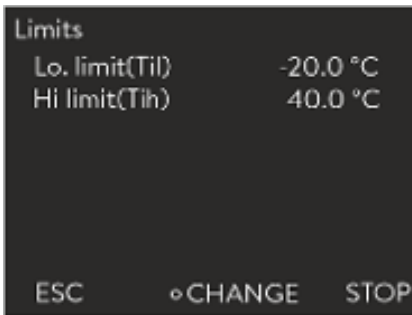 Limits
Lo. limit(Til) -20.0 °C
Hi limit(Tih) 40.0 °C
ESC ∘CHANGE STOP